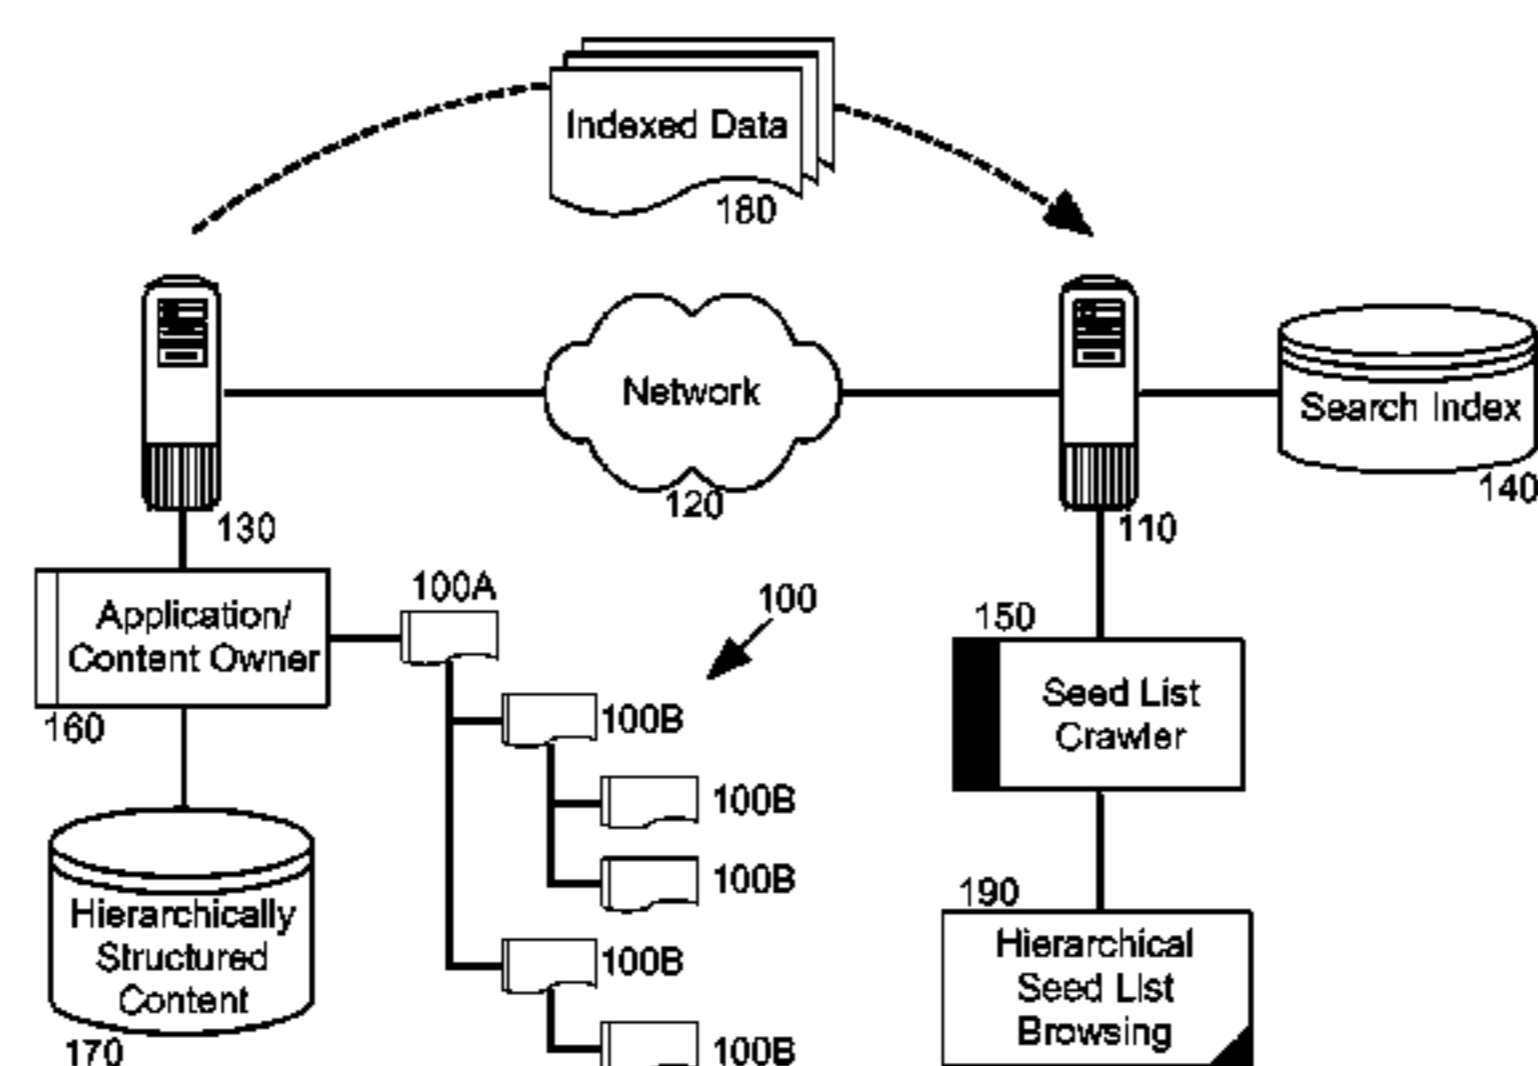 Indexed Data
180
Network
120
Search Index
140
130
110
Application/
Content Owner
160
100A
100
100B
100B
100B
100B
100B
150
Seed List
Crawler
Hierarchically
Structured
Content
170
190
Hierarchical
Seed List
Browsing